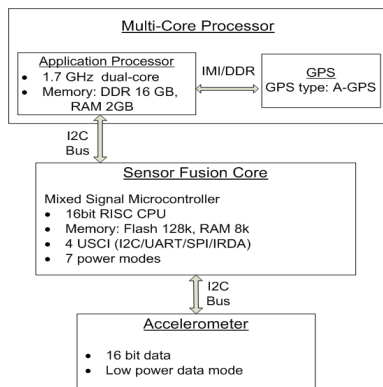 Multi-Core Processor
Application Processor
• 1.7 GHz dual-core
• Memory: DDR 16 GB,
RAM 2GB
IMI/DDR
GPS
GPS type: A-GPS
I2C
Bus
Sensor Fusion Core
Mixed Signal Microcontroller
• 16bit RISC CPU
• Memory: Flash 128k, RAM 8k
• 4 USCI (I2C/UART/SPI/IRDA)
• 7 power modes
I2C
Bus
Accelerometer
• 16 bit data
• Low power data mode